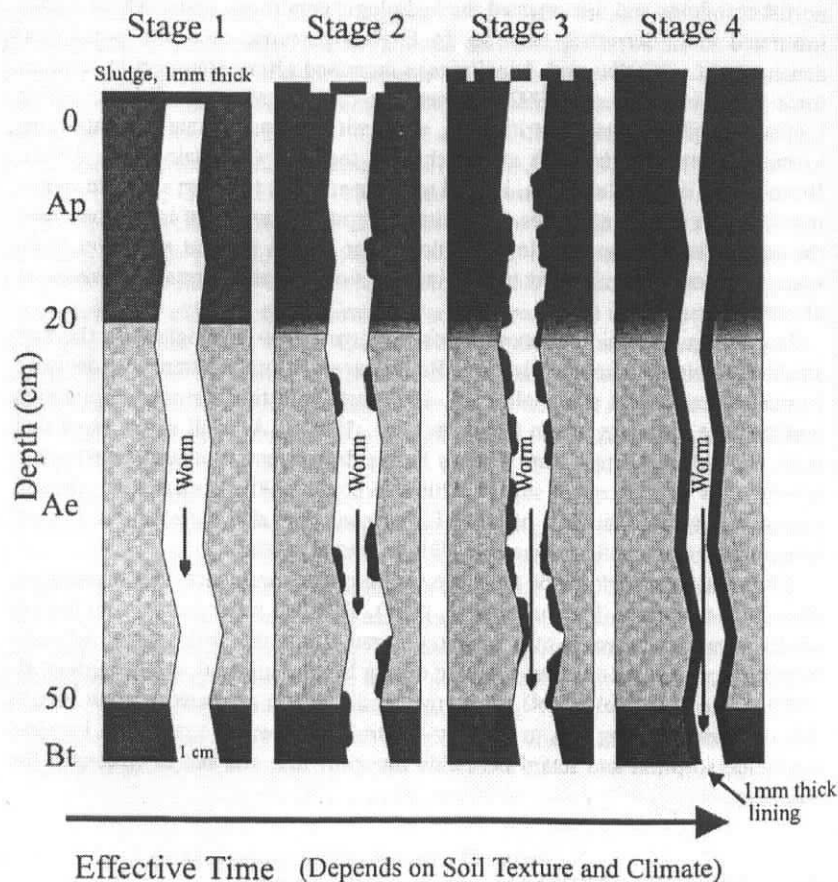 Stage 1 Stage 2 Stage 3 Stage 4
Sludge, 1mm thick
0
Ap
20
Depth (cm)
Worm Worm Worm Worm
Ae
50
Bt
1 cm
1mm thick
lining
Effective Time (Depends on Soil Texture and Climate)